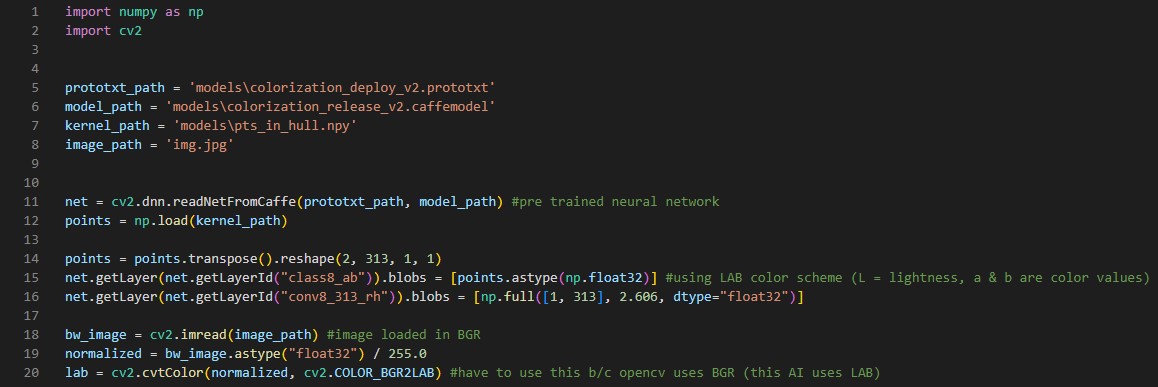 1 import numpy as np
2 import cv2
3
4
5 prototxt_path = 'models\colorization_deploy_v2.prototxt'
6 model_path = 'models\colorization_release_v2.caffemodel'
7 kernel_path = 'models\pts_in_hull.npy'
8 image_path = 'img.jpg'
9
10
11 net = cv2.dnn.readNetFromCaffe(prototxt_path, model_path) #pre trained neural network
12 points = np.load(kernel_path)
13
14 points = points.transpose().reshape(2, 313, 1, 1)
15 net.getLayer(net.getLayerId("class8_ab")).blobs = [points.astype(np.float32)] #using LAB color scheme (L = lightness, a & b are color values)
16 net.getLayer(net.getLayerId("conv8_313_rh")).blobs = [np.full([1, 313], 2.606, dtype="float32")]
17
18 bw_image = cv2.imread(image_path) #image loaded in BGR
19 normalized = bw_image.astype("float32") / 255.0
20 lab = cv2.cvtColor(normalized, cv2.COLOR_BGR2LAB) #have to use this b/c opencv uses BGR (this AI uses LAB)